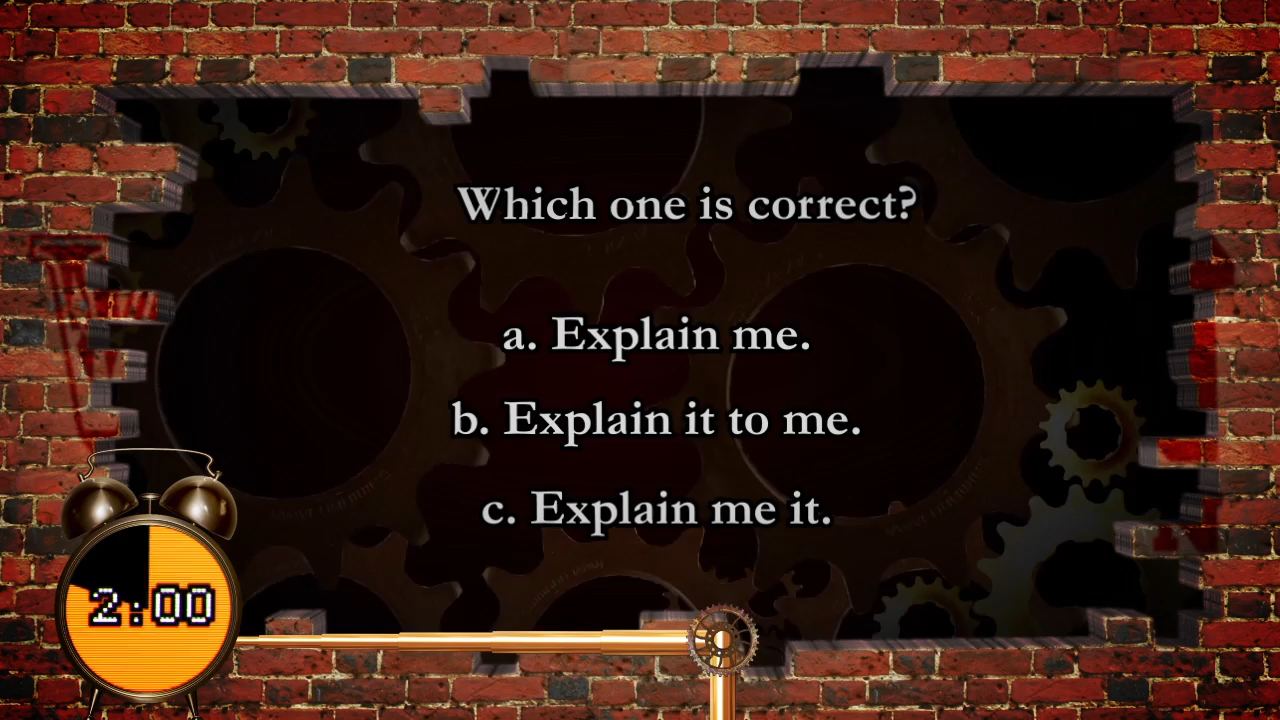 Which one is correct?
a. Explain me.
b. Explain it to me.
c. Explain me it.
2:00